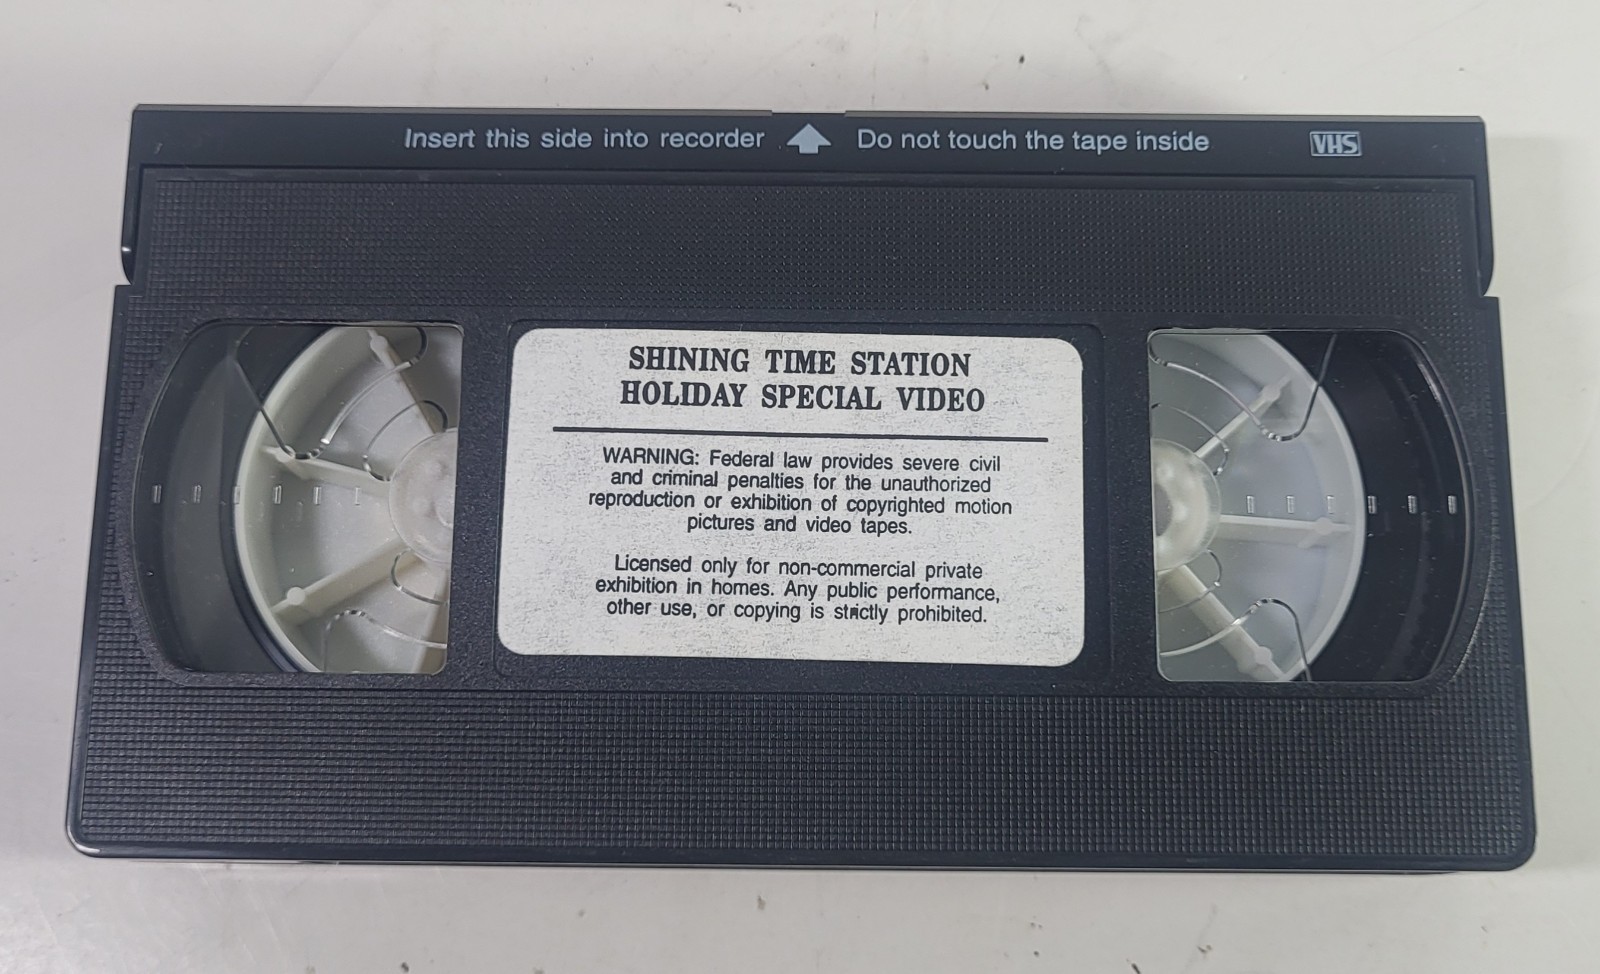 Insert this side into recorder Do not touch the tape inside VHS
SHINING TIME STATION
HOLIDAY SPECIAL VIDEO
WARNING: Federal law provides severe civil
and criminal penalties for the unauthorized
reproduction or exhibition of copyrighted motion
pictures and video tapes.
Licensed only for non-commercial private
exhibition in homes. Any public performance,
other use, or copying is strictly prohibited.